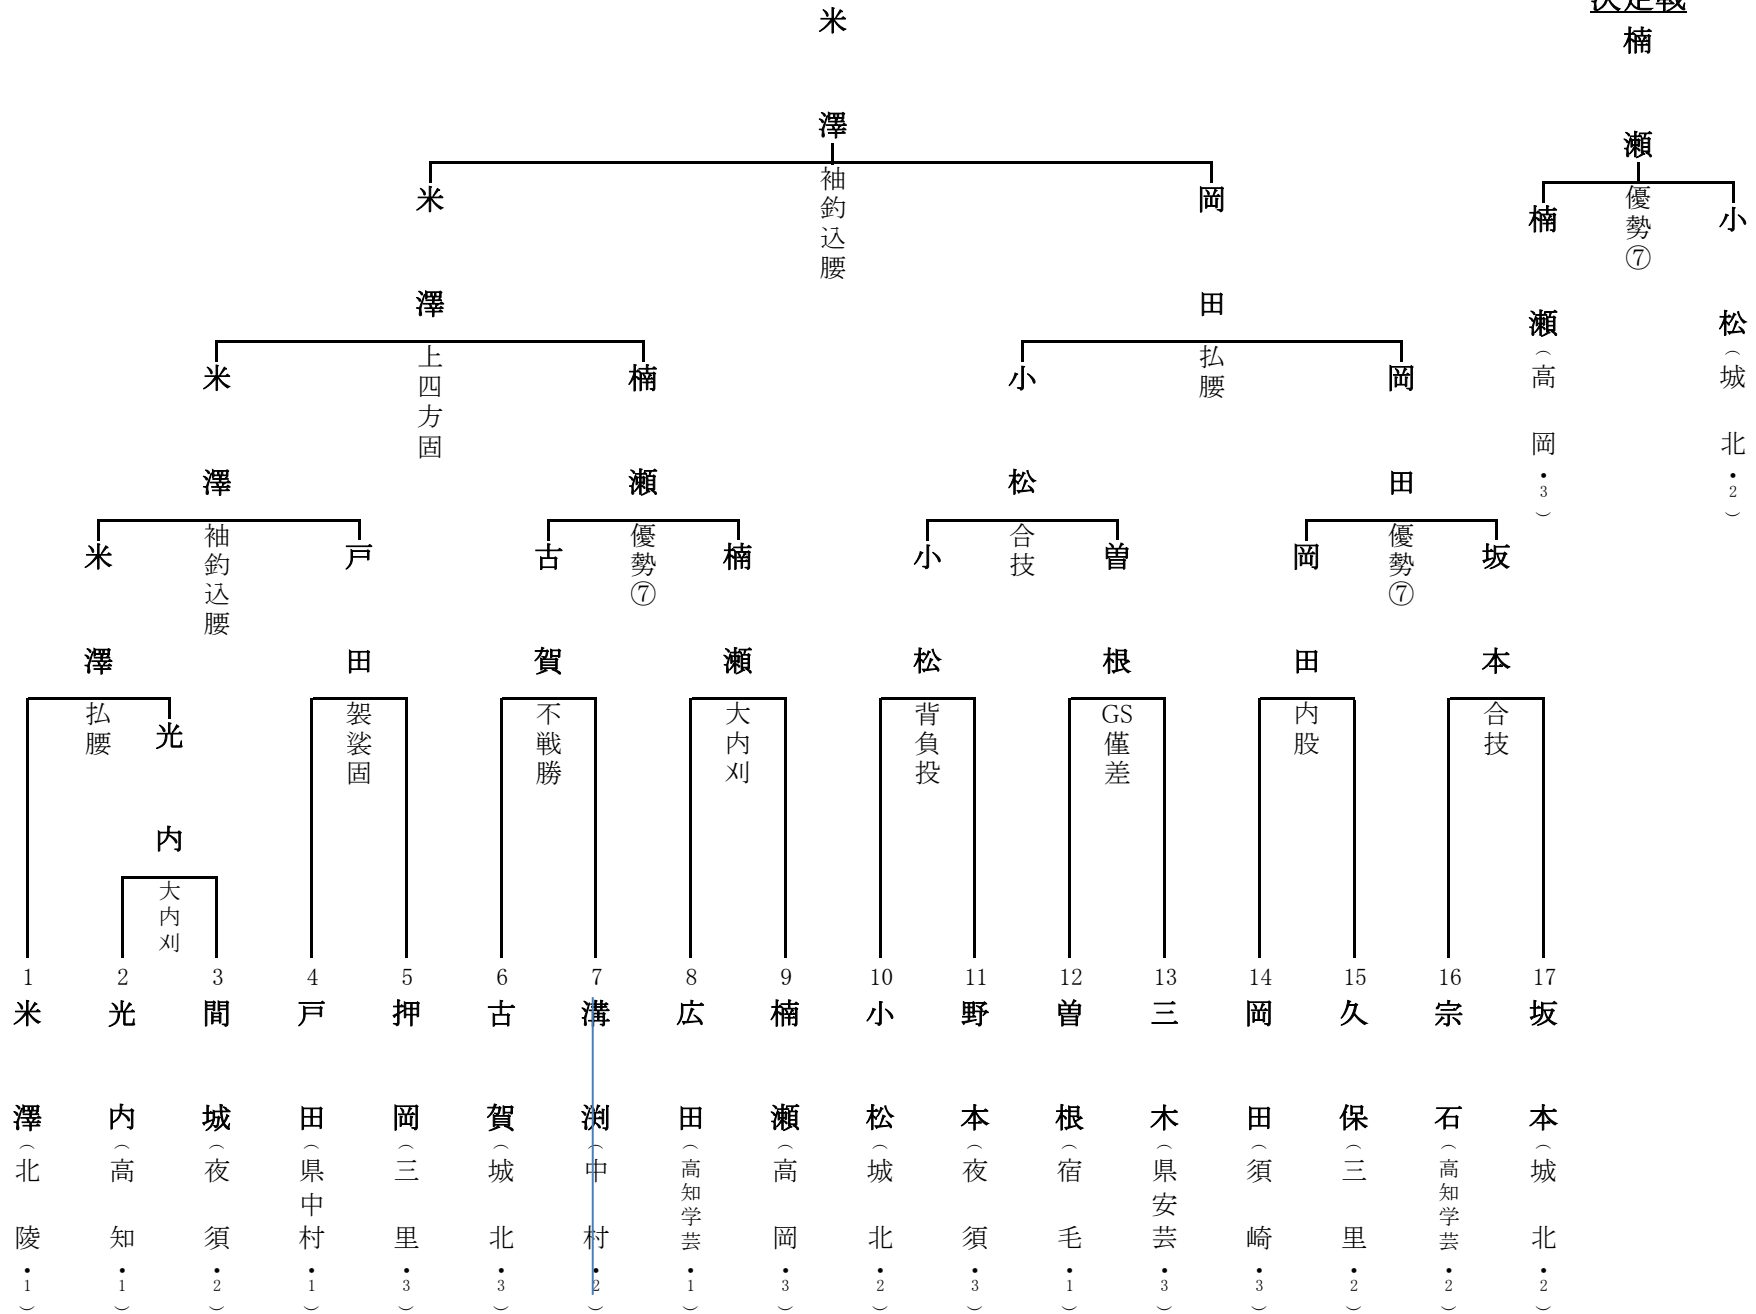 決定戦
米澤
袖釣込腰
楠瀬
優勢⑦
楠瀬（高岡・3）
小松（城北・2）
米澤
上四方固
岡田
払腰
米澤
袖釣込腰
楠瀬
優勢⑦
小松
合技
岡田
優勢⑦
米澤
払腰
戸田
袈裟固
古賀
不戦勝
楠瀬
大内刈
小松
背負投
曽根
GS僅差
岡田
内股
坂本
合技
光内
大内刈
1 米澤（北陵・1）
2 光内（高知・1）
3 間城（夜須・2）
4 戸田（県中村・1）
5 押岡（三里・3）
6 古賀（城北・3）
7 溝渕（中村・2）
8 広田（高知学芸・1）
9 楠瀬（高岡・3）
10 小松（城北・2）
11 野本（夜須・3）
12 曽根（宿毛・1）
13 三木（県安芸・3）
14 岡田（須崎・3）
15 久保（三里・2）
16 宗石（高知学芸・2）
17 坂本（城北・2）